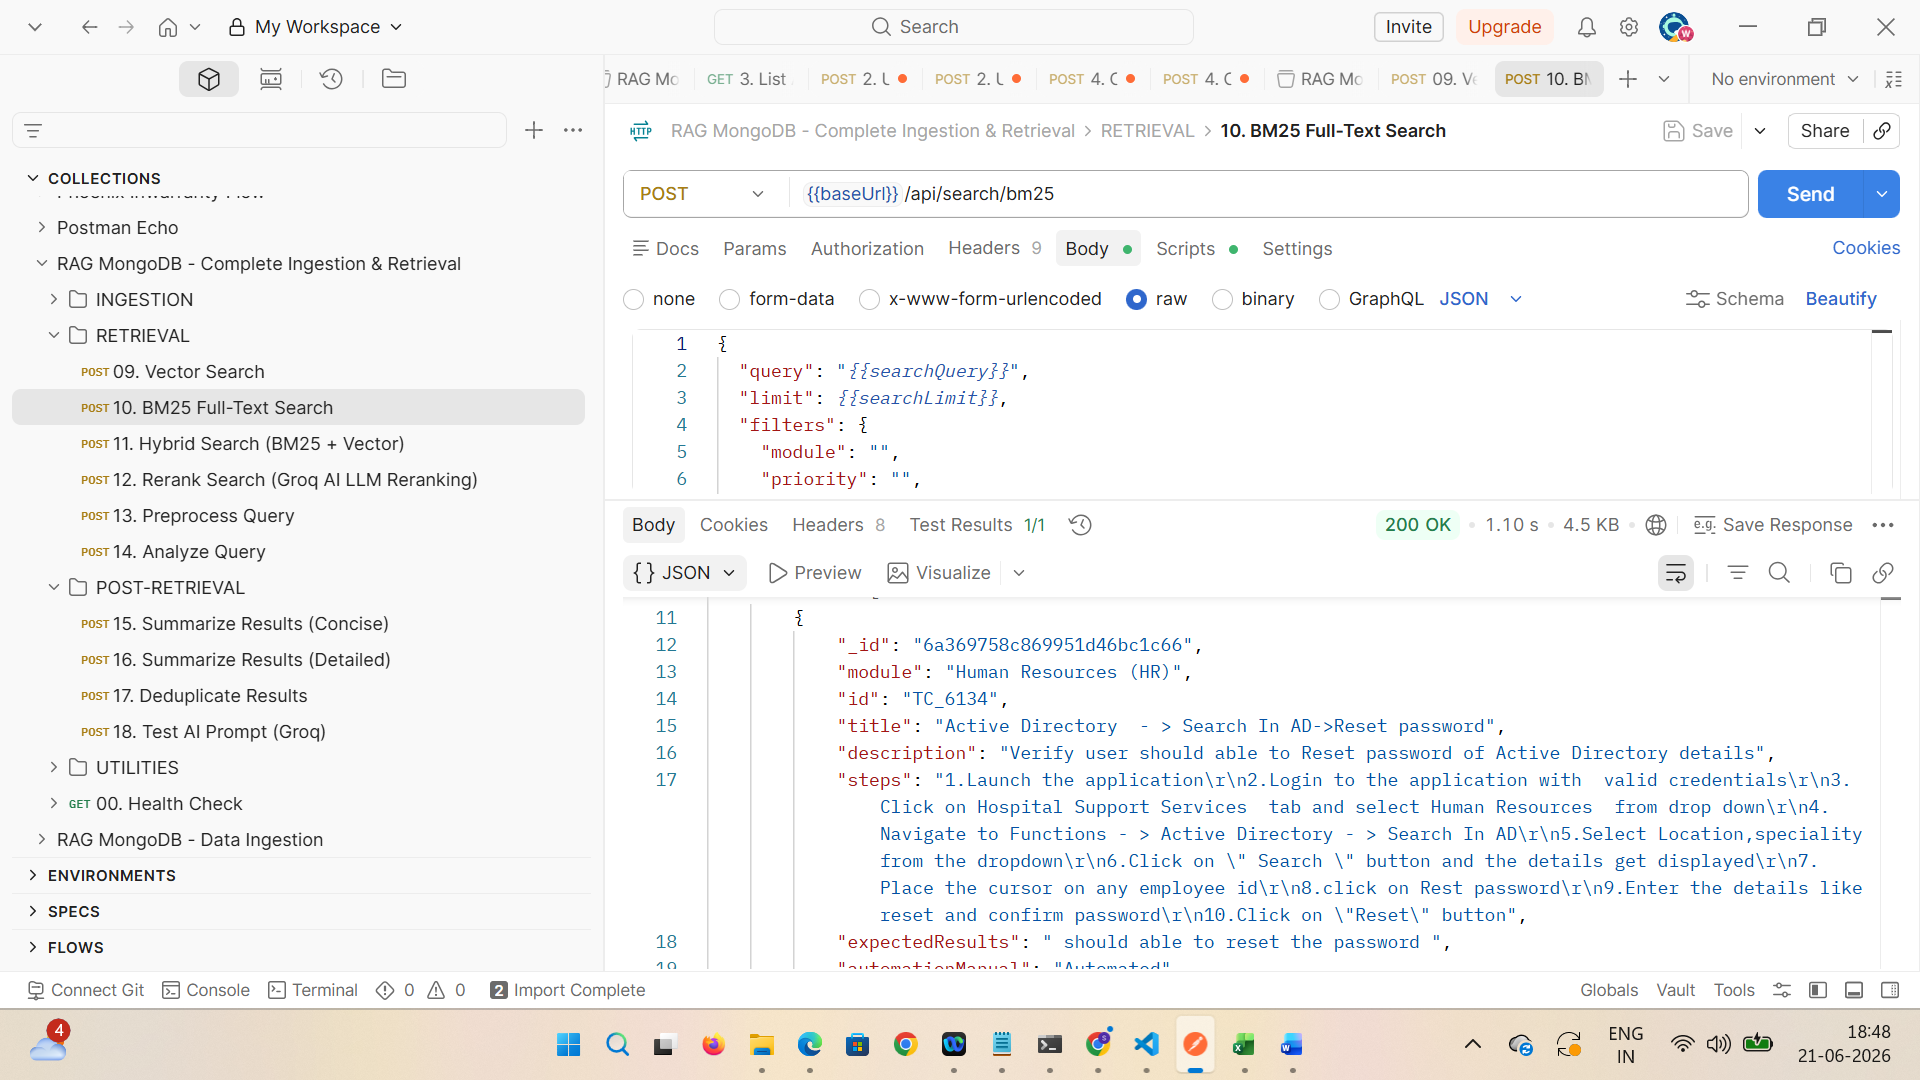 My Workspace
Search
Invite
Upgrade
RAG Mo
GET 3. List
POST 2. U
POST 2. U
POST 4. C
POST 4. C
RAG Mo
POST 09. Ve
POST 10. BM
No environment
COLLECTIONS
Postman Echo
RAG MongoDB - Complete Ingestion & Retrieval
INGESTION
RETRIEVAL
POST 09. Vector Search
POST 10. BM25 Full-Text Search
POST 11. Hybrid Search (BM25 + Vector)
POST 12. Rerank Search (Groq AI LLM Reranking)
POST 13. Preprocess Query
POST 14. Analyze Query
POST-RETRIEVAL
POST 15. Summarize Results (Concise)
POST 16. Summarize Results (Detailed)
POST 17. Deduplicate Results
POST 18. Test AI Prompt (Groq)
UTILITIES
GET 00. Health Check
RAG MongoDB - Data Ingestion
ENVIRONMENTS
SPECS
FLOWS
HTTP RAG MongoDB - Complete Ingestion & Retrieval > RETRIEVAL > 10. BM25 Full-Text Search
Save
Share
POST {{baseUrl}} /api/search/bm25
Send
Docs Params Authorization Headers 9 Body Scripts Settings
Cookies
none form-data x-www-form-urlencoded raw binary GraphQL JSON
Schema Beautify
1 {
2 "query": "{{searchQuery}}",
3 "limit": {{searchLimit}},
4 "filters": {
5 "module": "",
6 "priority": "",
Body Cookies Headers 8 Test Results 1/1
200 OK • 1.10 s • 4.5 KB • e.g. Save Response
{} JSON Preview Visualize
11 {
12 "_id": "6a369758c869951d46bc1c66",
13 "module": "Human Resources (HR)",
14 "id": "TC_6134",
15 "title": "Active Directory  - > Search In AD->Reset password",
16 "description": "Verify user should able to Reset password of Active Directory details",
17 "steps": "1.Launch the application\r\n2.Login to the application with  valid credentials\r\n3.
Click on Hospital Support Services  tab and select Human Resources  from drop down\r\n4.
Navigate to Functions - > Active Directory - > Search In AD\r\n5.Select Location,speciality
from the dropdown\r\n6.Click on \" Search \" button and the details get displayed\r\n7.
Place the cursor on any employee id\r\n8.click on Rest password\r\n9.Enter the details like
reset and confirm password\r\n10.Click on \"Reset\" button",
18 "expectedResults": " should able to reset the password ",
19 "automationManual": "Automated"
Connect Git Console Terminal 0 0 2 Import Complete
Globals Vault Tools
4
ENG
IN
18:48
21-06-2026